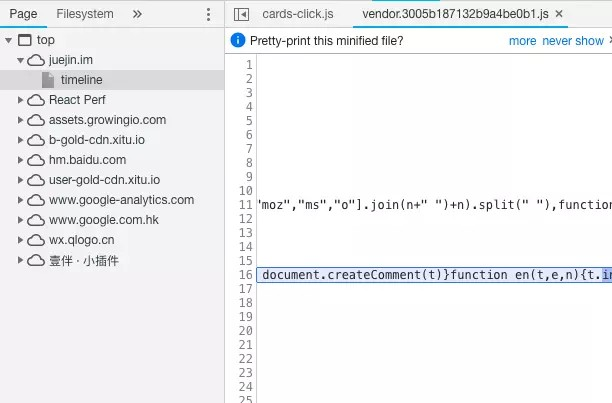 Page Filesystem »
top
juejin.im
timeline
React Perf
assets.growingio.com
b-gold-cdn.xitu.io
hm.baidu.com
user-gold-cdn.xitu.io
www.google-analytics.com
www.google.com.hk
wx.qlogo.cn
壹伴 · 小插件
cards-click.js vendor.3005b187132b9a4be0b1.js ×
Pretty-print this minified file? more never show
1
2
3
4
5
6
7
8
9
10
11 "moz","ms","o"].join(n+" ")+n).split(" "),function
12
13
14
15
16 document.createComment(t)}function en(t,e,n){t.in
17
18
19
20
21
22
23
24
25